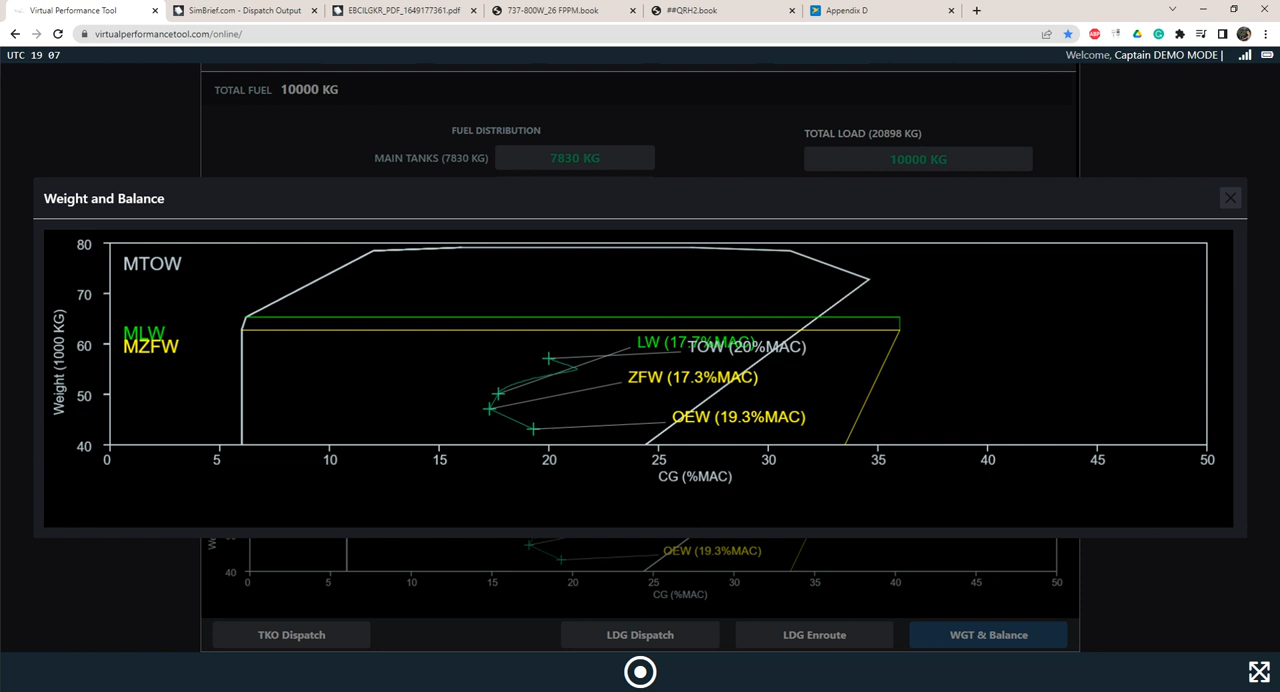 Virtual Performance Tool
SimBrief.com - Dispatch Output
EBCILGKR_PDF_1649177361.pdf
737-800W_26 FPPM.book
##QRH2.book
Appendix D
virtualperformancetool.com/online/
UTC 19 07
Welcome, Captain DEMO MODE |
TOTAL FUEL 10000 KG
FUEL DISTRIBUTION
TOTAL LOAD (20898 KG)
MAIN TANKS (7830 KG) 7830 KG
10000 KG
Weight and Balance
80
MTOW
70
MLW
MZFW
60
LW (17.7%MAC)
TOW (20%MAC)
ZFW (17.3%MAC)
50
OEW (19.3%MAC)
40
Weight (1000 KG)
0 5 10 15 20 25 30 35 40 45 50
CG (%MAC)
OEW (19.3%MAC)
40
0 5 10 15 20 25 30 35 40 45 50
CG (%MAC)
TKO Dispatch
LDG Dispatch
LDG Enroute
WGT & Balance